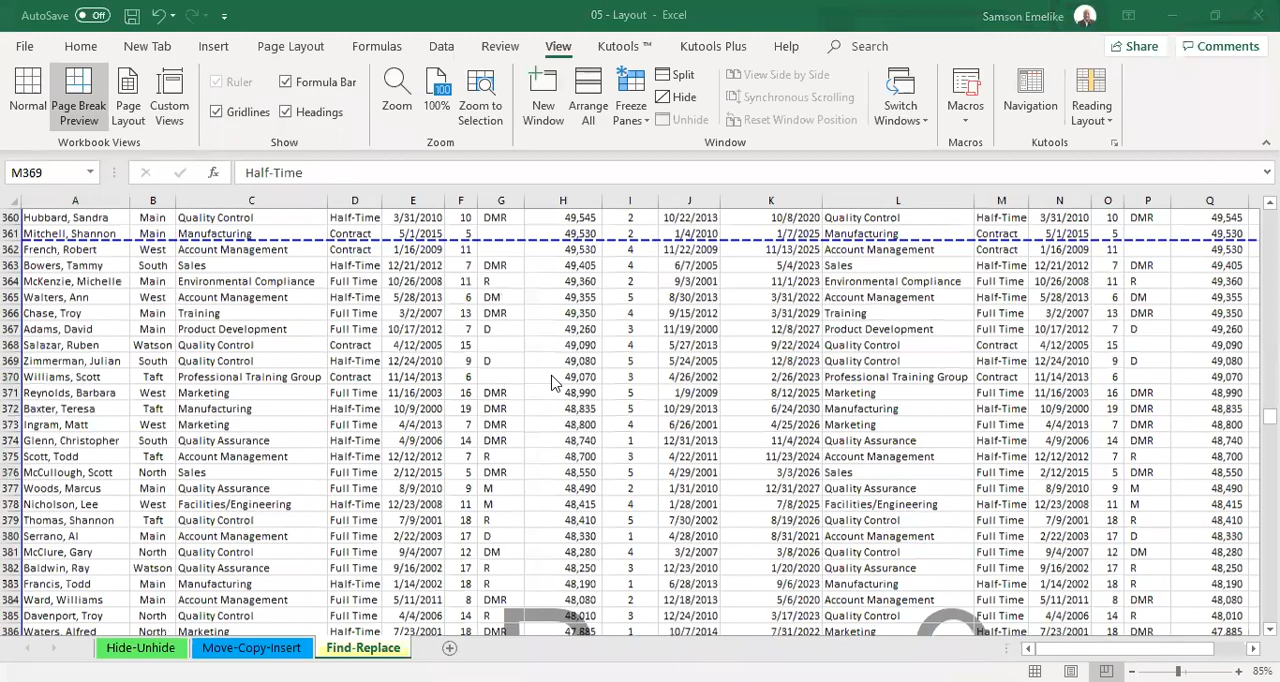 AutoSave Off 05 - Layout - Excel Samson Emelike
File Home New Tab Insert Page Layout Formulas Data Review View Kutools ™ Kutools Plus Help Search Share Comments
Normal Page Break Preview Page Layout Custom Views Ruler Formula Bar Gridlines Headings Zoom 100% Zoom to Selection New Window Arrange All Freeze Panes Split Hide Unhide View Side by Side Synchronous Scrolling Reset Window Position Switch Windows Macros Navigation Reading Layout
Workbook Views Show Zoom Window Macros Kutools
M369 fx Half-Time
A B C D E F G H I J K L M N O P Q
360 Hubbard, Sandra Main Quality Control Half-Time 3/31/2010 10 DMR 49,545 2 10/22/2013 10/8/2020 Quality Control Half-Time 3/31/2010 10 DMR 49,545
361 Mitchell, Shannon Main Manufacturing Contract 5/1/2015 5 49,530 2 1/4/2010 1/7/2025 Manufacturing Contract 5/1/2015 5 49,530
362 French, Robert West Account Management Contract 1/16/2009 11 49,530 4 11/22/2009 11/13/2025 Account Management Contract 1/16/2009 11 49,530
363 Bowers, Tammy South Sales Half-Time 12/21/2012 7 DMR 49,405 4 6/7/2005 5/4/2023 Sales Half-Time 12/21/2012 7 DMR 49,405
364 McKenzie, Michelle Main Environmental Compliance Full Time 10/26/2008 11 R 49,360 2 9/3/2001 11/1/2023 Environmental Compliance Full Time 10/26/2008 11 R 49,360
365 Walters, Ann West Account Management Full Time 5/28/2013 6 DM 49,355 5 8/30/2013 3/31/2022 Account Management Full Time 5/28/2013 6 DM 49,355
366 Chase, Troy Main Training Full Time 3/2/2007 13 DMR 49,350 4 9/15/2012 3/31/2029 Training Full Time 3/2/2007 13 DMR 49,350
367 Adams, David Main Product Development Full Time 10/17/2012 7 D 49,260 3 11/19/2000 12/8/2027 Product Development Full Time 10/17/2012 7 D 49,260
368 Salazar, Ruben Watson Quality Control Contract 4/12/2005 15 49,090 4 5/27/2013 9/22/2024 Quality Control Contract 4/12/2005 15 49,090
369 Zimmerman, Julian South Quality Control Half-Time 12/24/2010 9 D 49,080 5 5/24/2005 12/8/2023 Quality Control Half-Time 12/24/2010 9 D 49,080
370 Williams, Scott Taft Professional Training Group Contract 11/14/2013 6 49,070 3 4/26/2002 2/26/2023 Professional Training Group Contract 11/14/2013 6 49,070
371 Reynolds, Barbara West Marketing Full Time 11/16/2003 16 DMR 48,990 5 1/9/2009 8/12/2025 Marketing Full Time 11/16/2003 16 DMR 48,990
372 Baxter, Teresa Taft Manufacturing Half-Time 10/9/2000 19 DMR 48,835 5 10/29/2013 6/24/2030 Manufacturing Half-Time 10/9/2000 19 DMR 48,835
373 Ingram, Matt West Marketing Full Time 4/4/2013 7 DMR 48,800 4 6/26/2001 4/25/2026 Marketing Full Time 4/4/2013 7 DMR 48,800
374 Glenn, Christopher South Quality Assurance Half-Time 4/9/2006 14 DMR 48,740 1 12/31/2013 11/4/2024 Quality Assurance Half-Time 4/9/2006 14 DMR 48,740
375 Scott, Todd Taft Account Management Half-Time 12/12/2012 7 R 48,700 3 4/22/2011 11/23/2024 Account Management Half-Time 12/12/2012 7 R 48,700
376 McCullough, Scott North Sales Full Time 2/12/2015 5 DMR 48,550 5 4/29/2001 3/3/2026 Sales Full Time 2/12/2015 5 DMR 48,550
377 Woods, Marcus Main Quality Assurance Full Time 8/9/2010 9 M 48,490 2 1/31/2010 12/31/2027 Quality Assurance Full Time 8/9/2010 9 M 48,490
378 Nicholson, Lee West Facilities/Engineering Half-Time 12/23/2008 11 M 48,415 4 1/28/2001 7/8/2025 Facilities/Engineering Half-Time 12/23/2008 11 M 48,415
379 Thomas, Shannon Taft Quality Control Full Time 7/9/2001 18 R 48,410 5 7/30/2002 8/19/2026 Quality Control Full Time 7/9/2001 18 R 48,410
380 Serrano, Al Main Account Management Full Time 2/22/2003 17 D 48,330 1 4/28/2010 8/31/2021 Account Management Full Time 2/22/2003 17 D 48,330
381 McClure, Gary North Quality Control Full Time 9/4/2007 12 DM 48,280 4 3/2/2007 3/8/2026 Quality Control Full Time 9/4/2007 12 DM 48,280
382 Baldwin, Ray Watson Quality Control Full Time 9/16/2002 17 R 48,250 3 12/23/2010 1/20/2020 Quality Control Full Time 9/16/2002 17 R 48,250
383 Francis, Todd Main Manufacturing Full Time 1/14/2002 18 R 48,190 1 6/28/2013 9/6/2023 Manufacturing Full Time 1/14/2002 18 R 48,190
384 Ward, Williams Main Account Management Full Time 5/11/2011 8 DMR 48,080 2 12/18/2013 5/6/2020 Account Management Full Time 5/11/2011 8 DMR 48,080
385 Davenport, Troy North Quality Control Full Time 4/4/2006 14 R 48,010 3 12/24/2010 3/17/2023 Quality Control Full Time 4/4/2006 14 R 48,010
386 Waters, Alfred North Marketing Half-Time 7/23/2001 18 DMR 47,885 1 10/7/2014 7/31/2022 Marketing Half-Time 7/23/2001 18 DMR 47,885
Hide-Unhide Move-Copy-Insert Find-Replace
85%